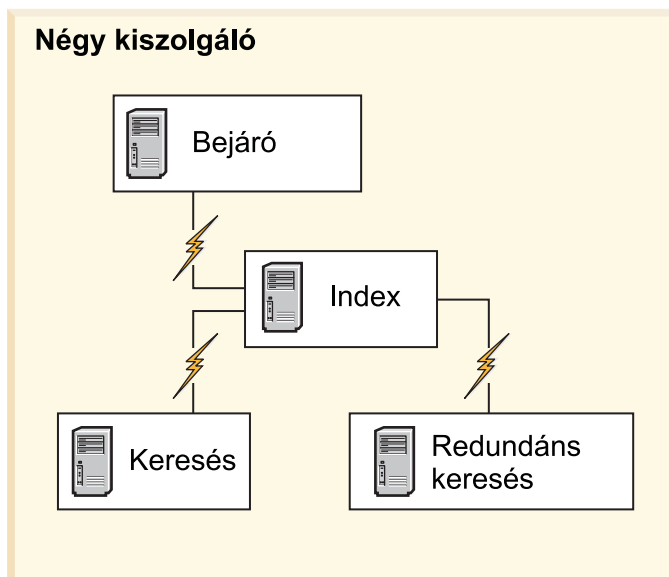 Négy kiszolgáló
Bejáró
Index
Keresés
Redundáns
keresés